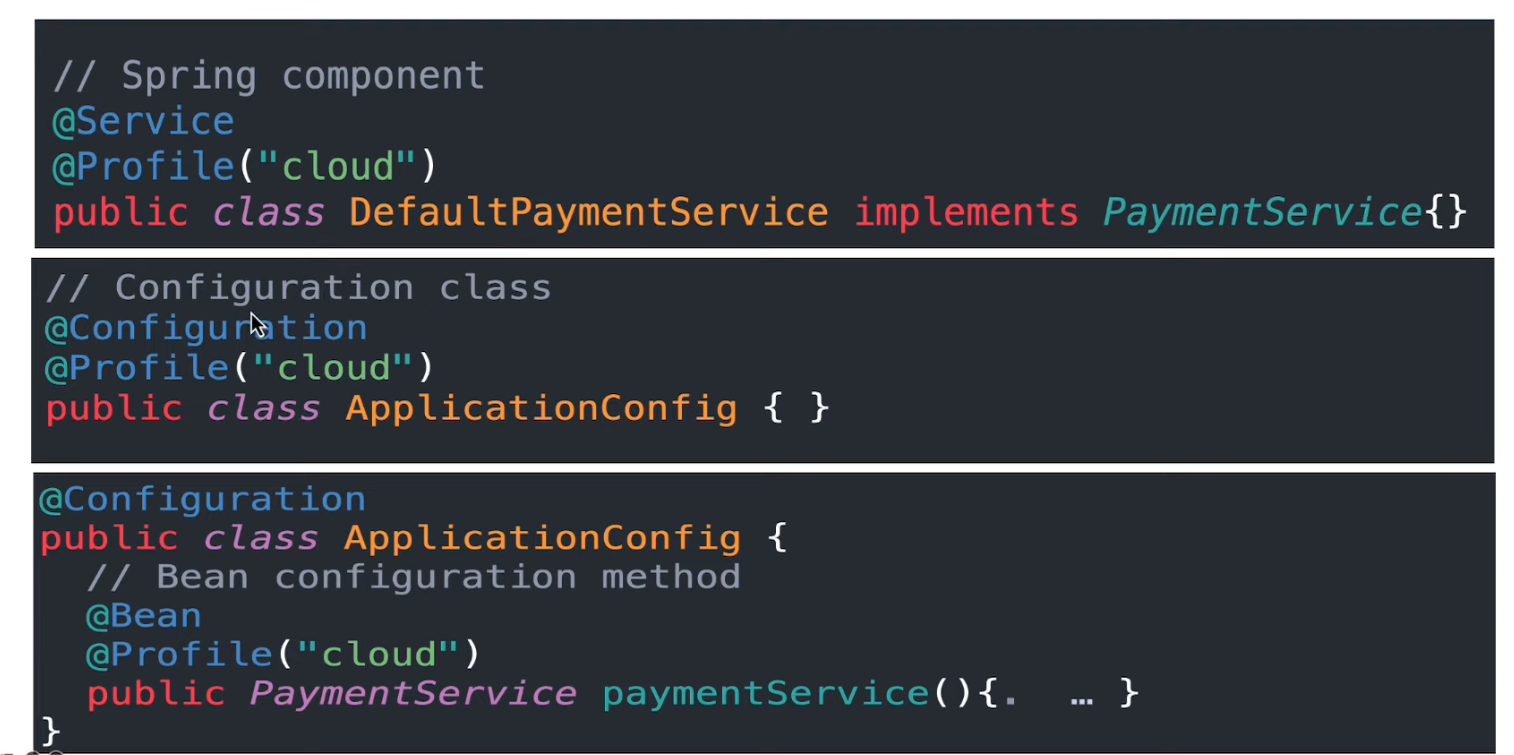 // Spring component
@Service
@Profile("cloud")
public class DefaultPaymentService implements PaymentService{}
// Configuration class
@Configuration
@Profile("cloud")
public class ApplicationConfig { }
@Configuration
public class ApplicationConfig {
// Bean configuration method
@Bean
@Profile("cloud")
public PaymentService paymentService(){. … }
}